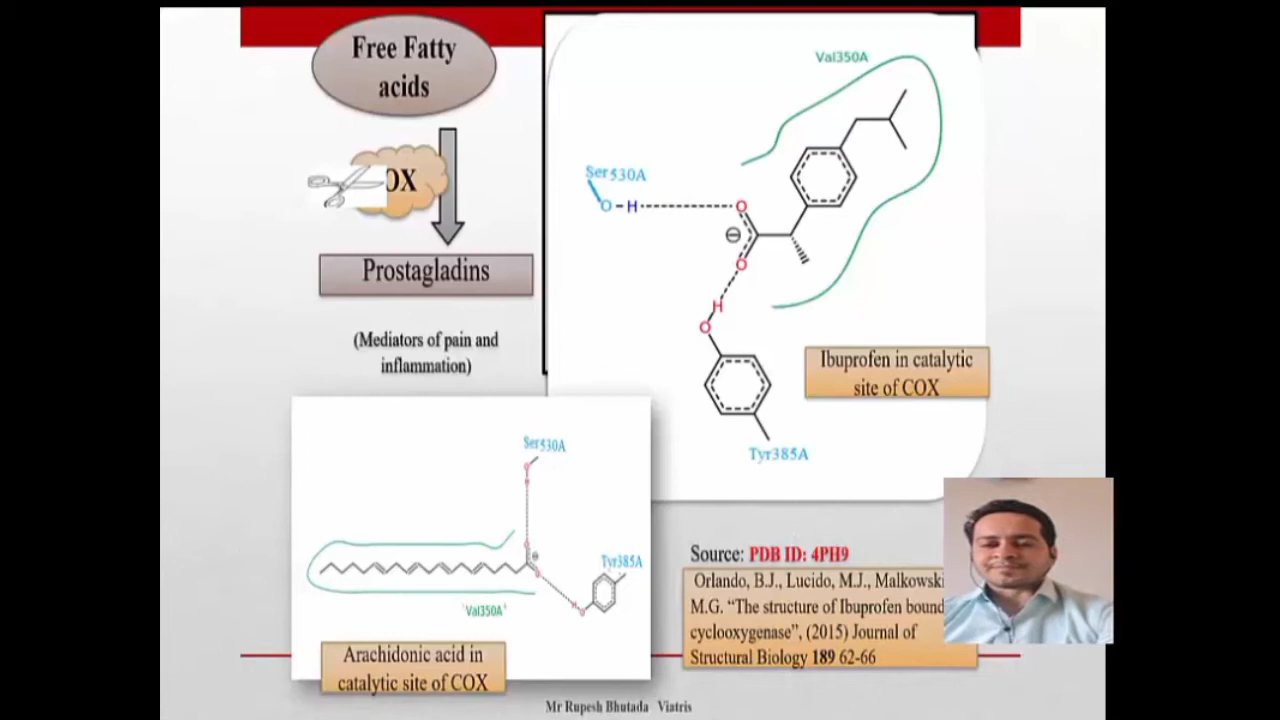 Free Fatty
acids
OX
Prostagladins
(Mediators of pain and
inflammation)
Val350A
Ser530A
O-H
O
⊖
O
H
O
Tyr385A
Ibuprofen in catalytic
site of COX
Ser530A
Tyr385A
'Val350A'
Arachidonic acid in
catalytic site of COX
Source: PDB ID: 4PH9
Orlando, B.J., Lucido, M.J., Malkowski
M.G. “The structure of Ibuprofen bound
cyclooxygenase”, (2015) Journal of
Structural Biology 189 62-66
Mr Rupesh Bhutada Viatris